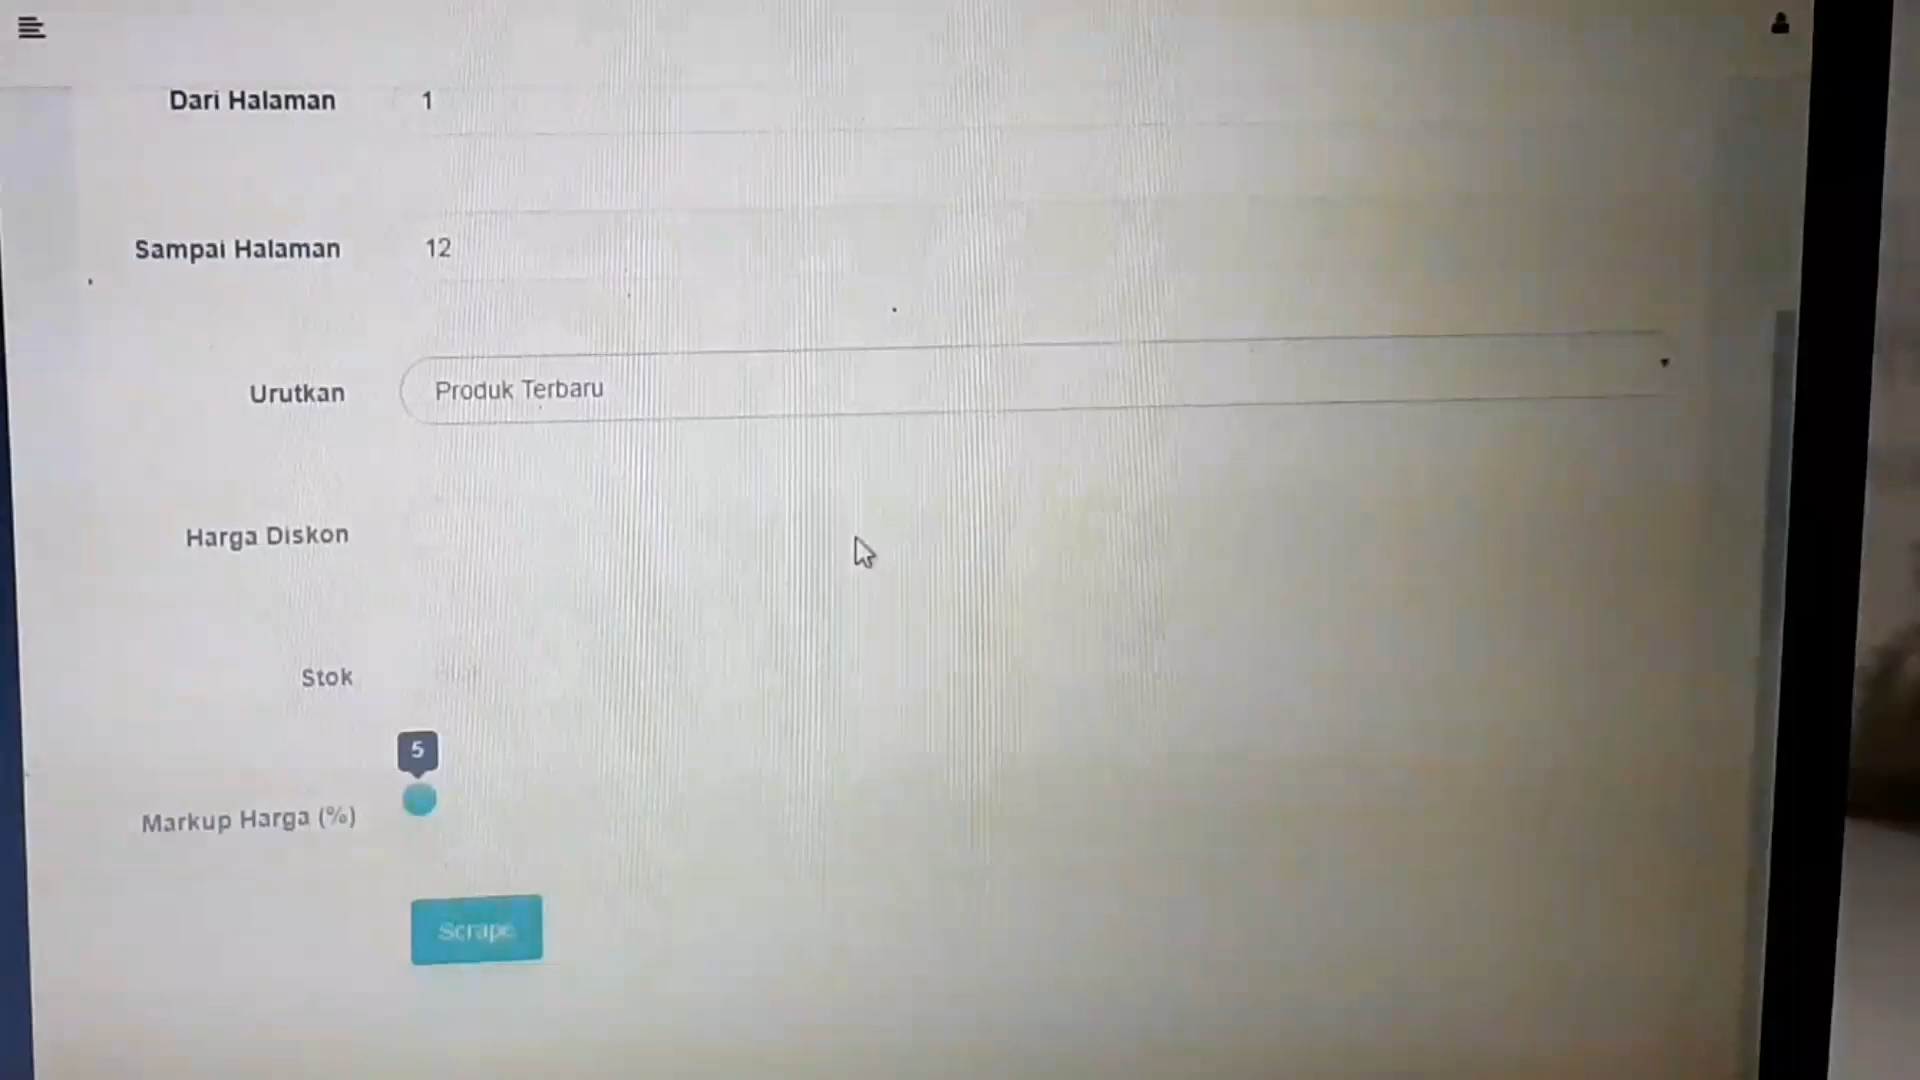 Dari Halaman 1
Sampai Halaman 12
Urutkan Produk Terbaru
Harga Diskon
Stok
5
Markup Harga (%)
Scrape